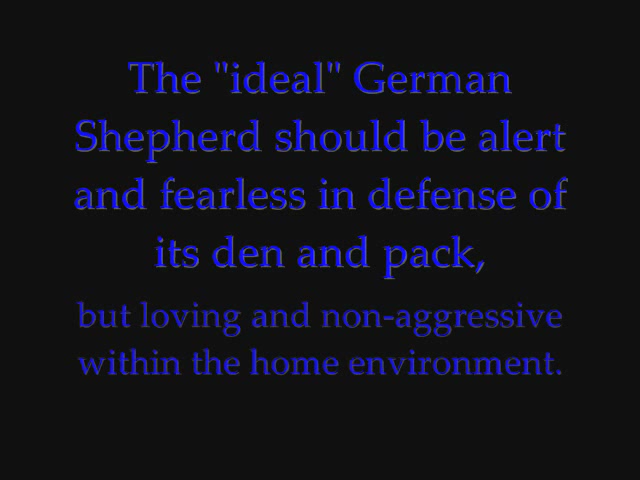 The "ideal" German
Shepherd should be alert
and fearless in defense of
its den and pack,
but loving and non-aggressive
within the home environment.